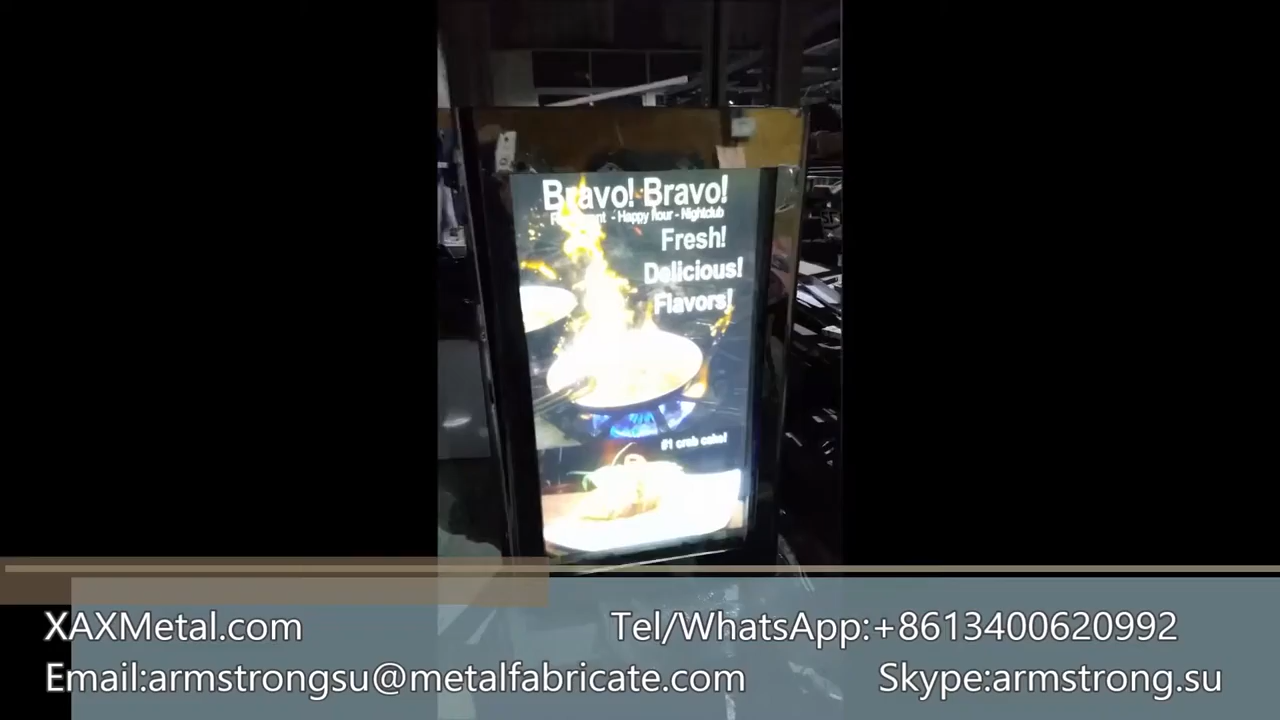 Bravo! Bravo!
- Happy hour - Nightclub
Fresh!
Delicious!
Flavors!
#1 crab cake!
XAXMetal.com
Tel/WhatsApp:+8613400620992
Email:armstrongsu@metalfabricate.com
Skype:armstrong.su